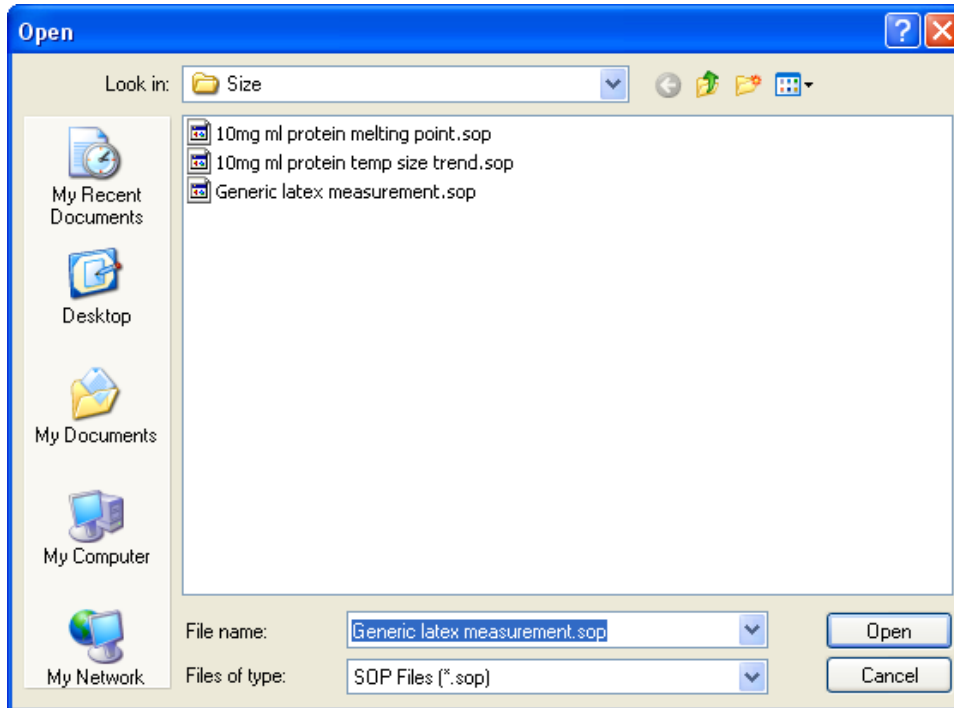 Open
Look in:
Size
My Recent
Documents
Desktop
My Documents
My Computer
My Network
10mg ml protein melting point.sop
10mg ml protein temp size trend.sop
Generic latex measurement.sop
File name:
Generic latex measurement.sop
Open
Files of type:
SOP Files (*.sop)
Cancel